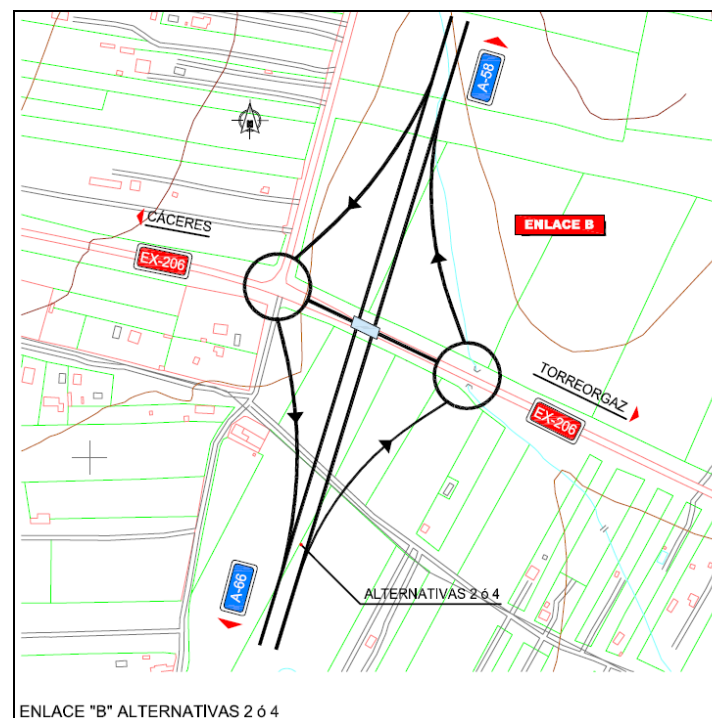 A-58
CÁCERES
ENLACE B
EX-206
TORREORGAZ
EX-206
A-66
ALTERNATIVAS 2 ó 4
ENLACE "B" ALTERNATIVAS 2 ó 4